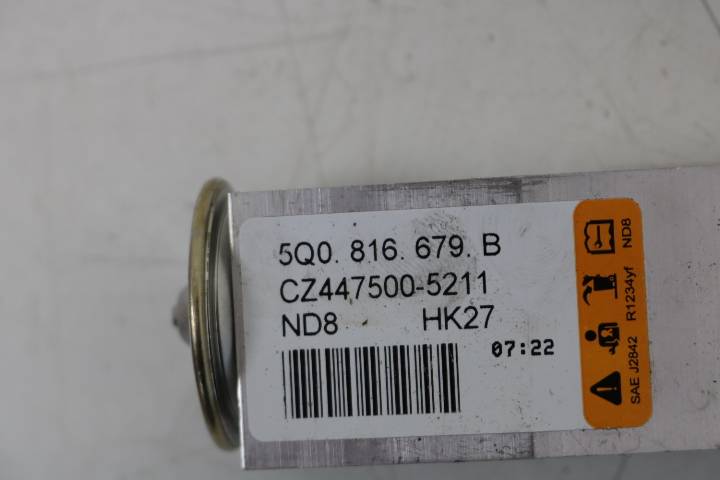 5Q0. 816. 679. B
CZ447500-5211
ND8 HK27
07:22
SAE J2842 R1234yf ND8